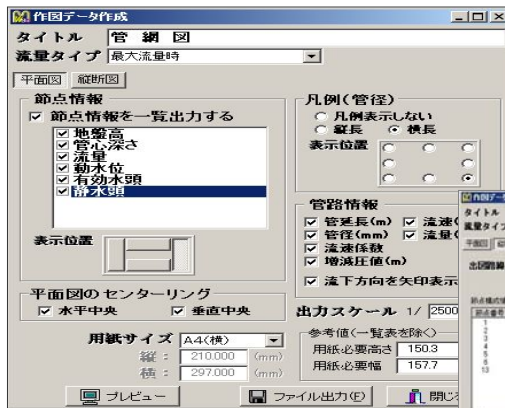 作図データ作成
タイトル 管 網 図
流量タイプ 最大流量時
平面図 縦断図
節点情報
節点情報を一覧出力する
地盤高
管心深さ
流量
動水位
有効水頭
静水頭
表示位置
凡例(管径)
凡例表示しない
縦長 横長
表示位置
管路情報
管延長(m) 流速(
管径(mm) 流量(
流速係数
増減圧値(m)
流下方向を矢印表示
平面図のセンターリング
水平中央 垂直中央
出力スケール 1/ 2500
用紙サイズ A4(横)
縦: 210.000 (mm)
横: 297.000 (mm)
参考値(一覧表を除く)
用紙必要高さ 150.3
用紙必要幅 157.7
プレビュー ファイル出力(F) 閉じ
作図デー
タイトル
流量タイプ
平面図
節点番号
1
2
3
4
5
6
13